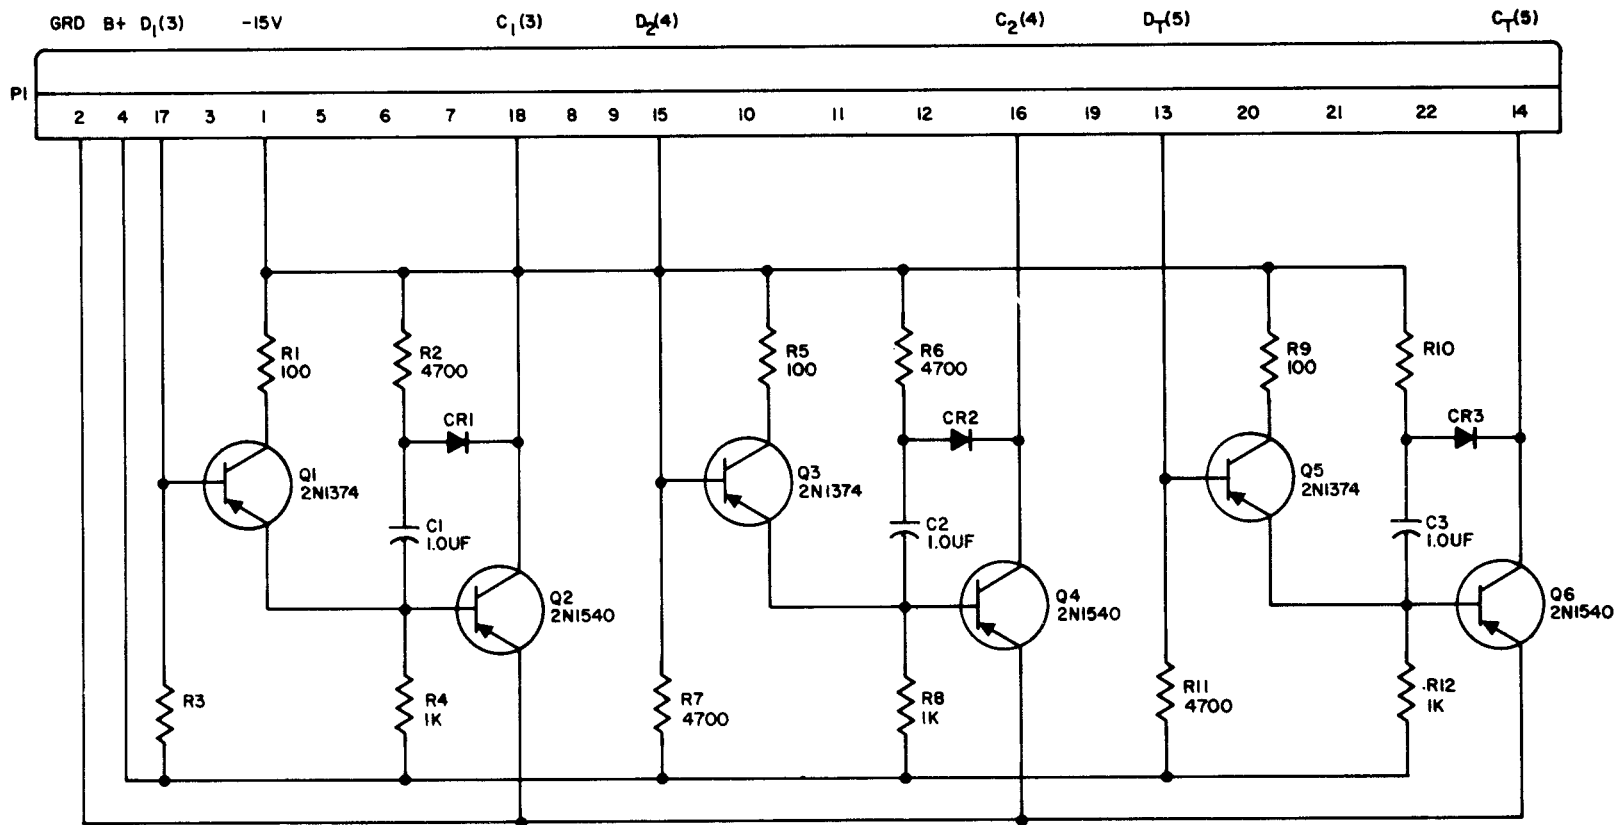 GRD B+ D1(3) -15V C1(3) D2(4) C2(4) DT(5) CT(5)
P1
2 4 17 3 1 5 6 7 18 8 9 15 10 11 12 16 19 13 20 21 22 14
R1
100
R2
4700
R5
100
R6
4700
R9
100
R10
CR1
CR2
CR3
Q1
2N1374
Q3
2N1374
Q5
2N1374
C1
1.0UF
C2
1.0UF
C3
1.0UF
Q2
2N1540
Q4
2N1540
Q6
2N1540
R3
R4
1K
R7
4700
R8
1K
R11
4700
R12
1K